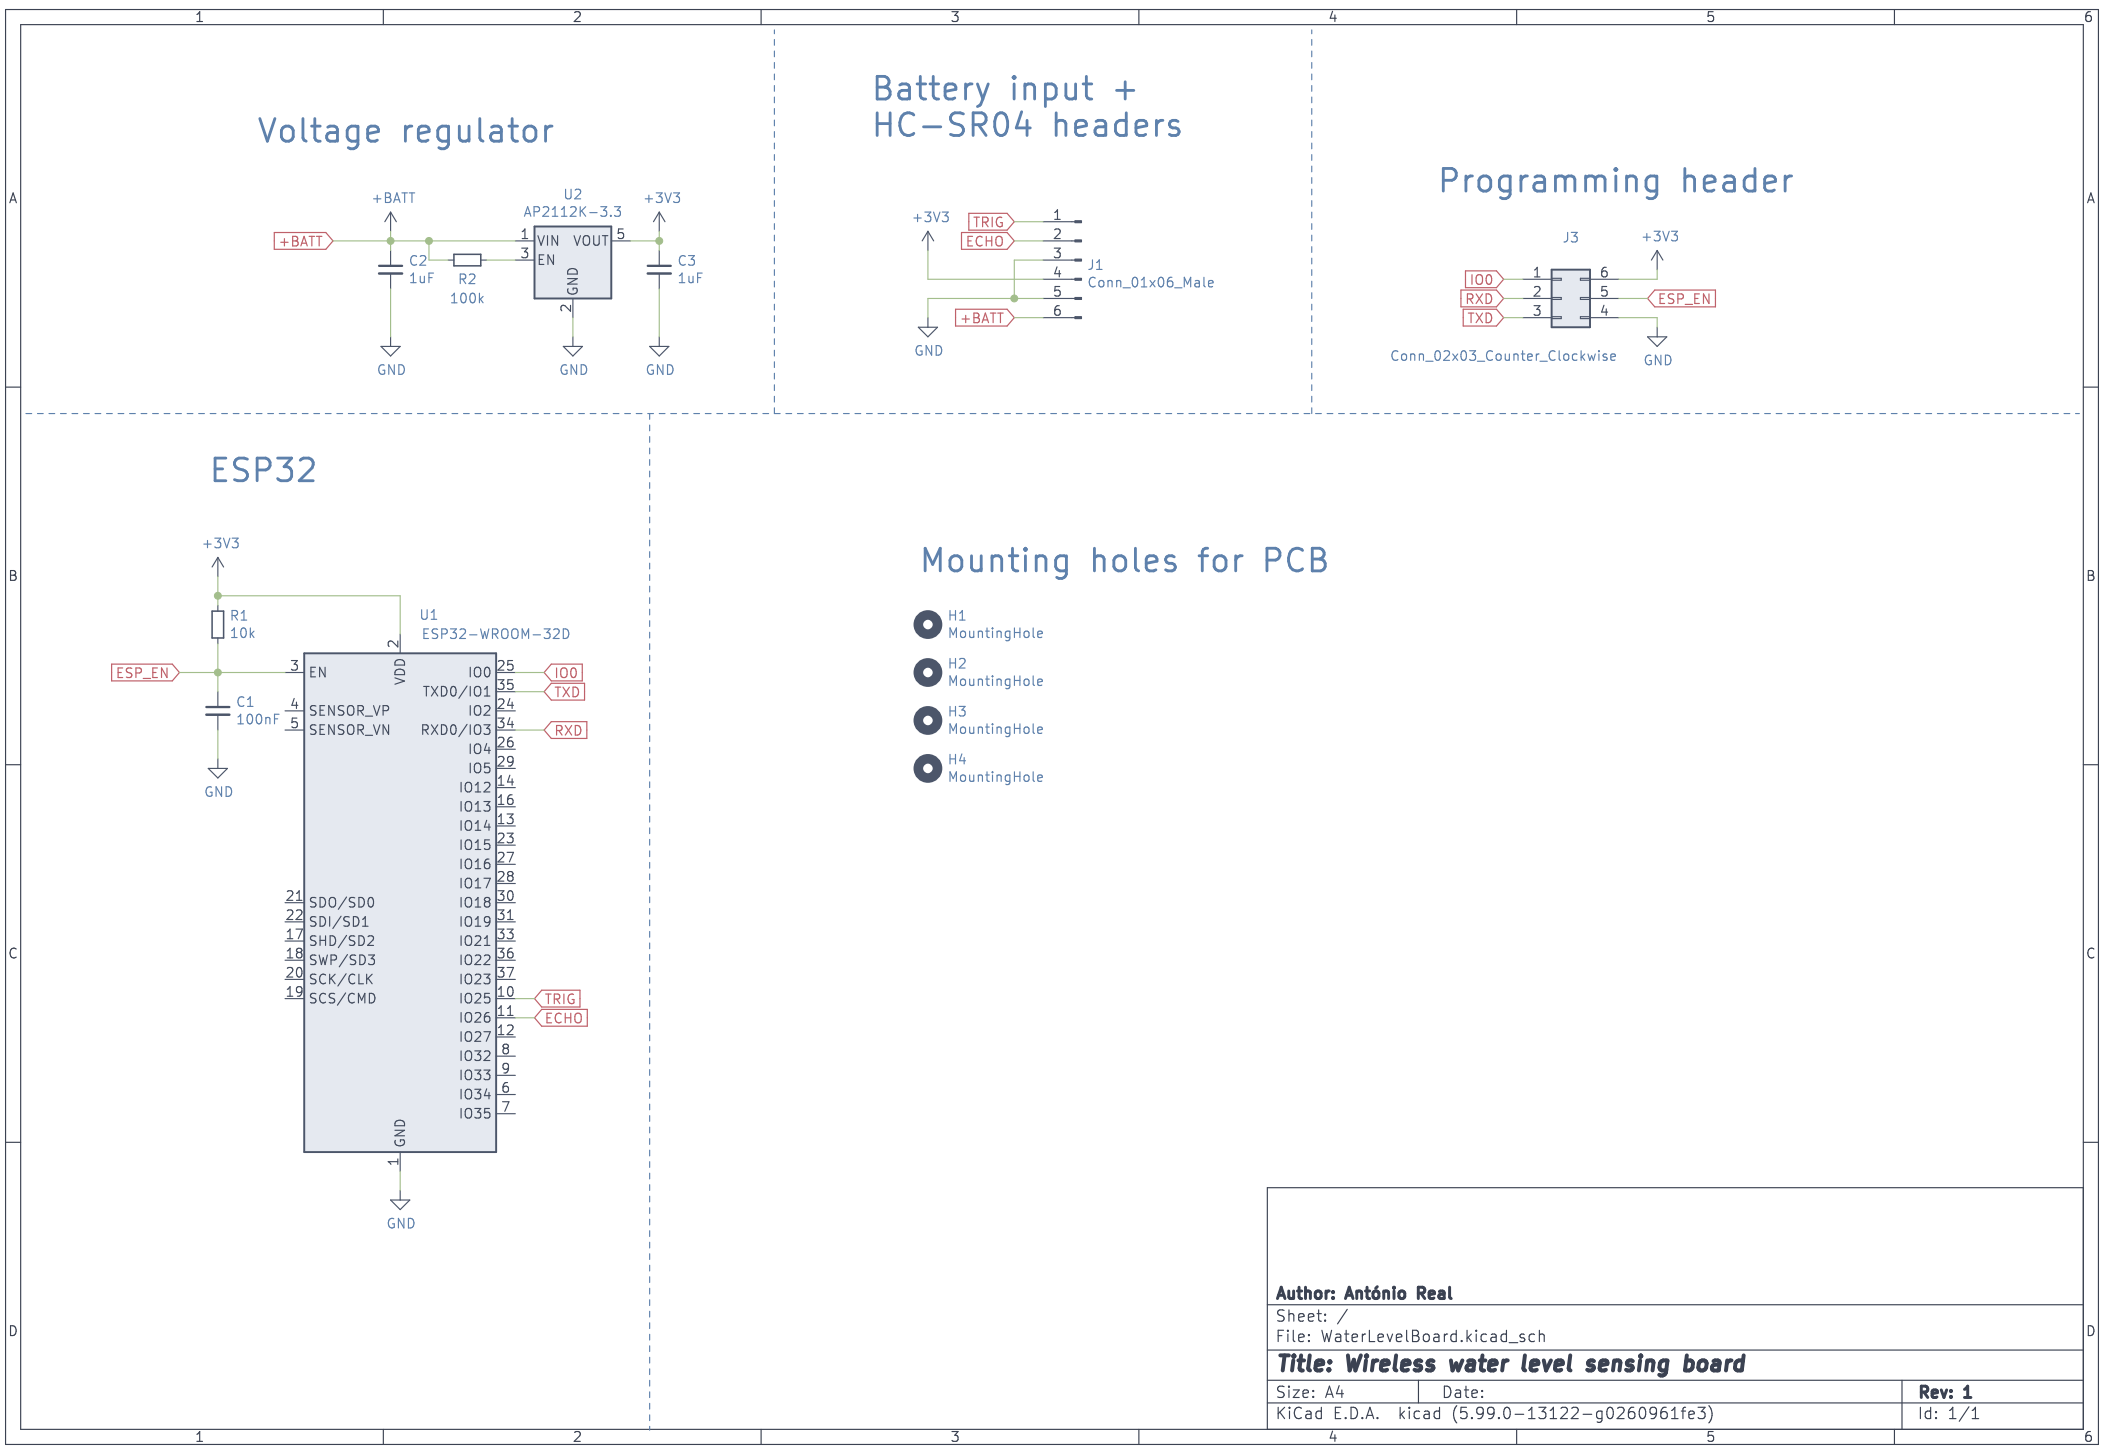 1 2 3 4 5 6
A
B
C
D
A
B
C
D
Voltage regulator
+BATT
+BATT
C2
1uF
GND
R2
100k
U2
AP2112K-3.3
1 VIN
3 EN
VOUT 5
GND
2
GND
+3V3
C3
1uF
GND
Battery input +
HC-SR04 headers
+3V3
TRIG 1
ECHO 2
3
4
5
+BATT 6
J1
Conn_01x06_Male
GND
Programming header
J3
+3V3
IO0 1
RXD 2
TXD 3
6
5 ESP_EN
4
Conn_02x03_Counter_Clockwise
GND
ESP32
+3V3
R1
10k
ESP_EN
C1
100nF
GND
U1
ESP32-WROOM-32D
2
VDD
3 EN
4 SENSOR_VP
5 SENSOR_VN
21 SDO/SD0
22 SDI/SD1
17 SHD/SD2
18 SWP/SD3
20 SCK/CLK
19 SCS/CMD
IO0 25 IO0
TXD0/IO1 35 TXD
IO2 24
RXD0/IO3 34 RXD
IO4 26
IO5 29
IO12 14
IO13 16
IO14 13
IO15 23
IO16 27
IO17 28
IO18 30
IO19 31
IO21 33
IO22 36
IO23 37
IO25 10 TRIG
IO26 11 ECHO
IO27 12
IO32 8
IO33 9
IO34 6
IO35 7
GND
1
GND
Mounting holes for PCB
H1
MountingHole
H2
MountingHole
H3
MountingHole
H4
MountingHole
Author: António Real
Sheet: /
File: WaterLevelBoard.kicad_sch
Title: Wireless water level sensing board
Size: A4 Date: Rev: 1
KiCad E.D.A. kicad (5.99.0-13122-g0260961fe3) Id: 1/1
1 2 3 4 5 6